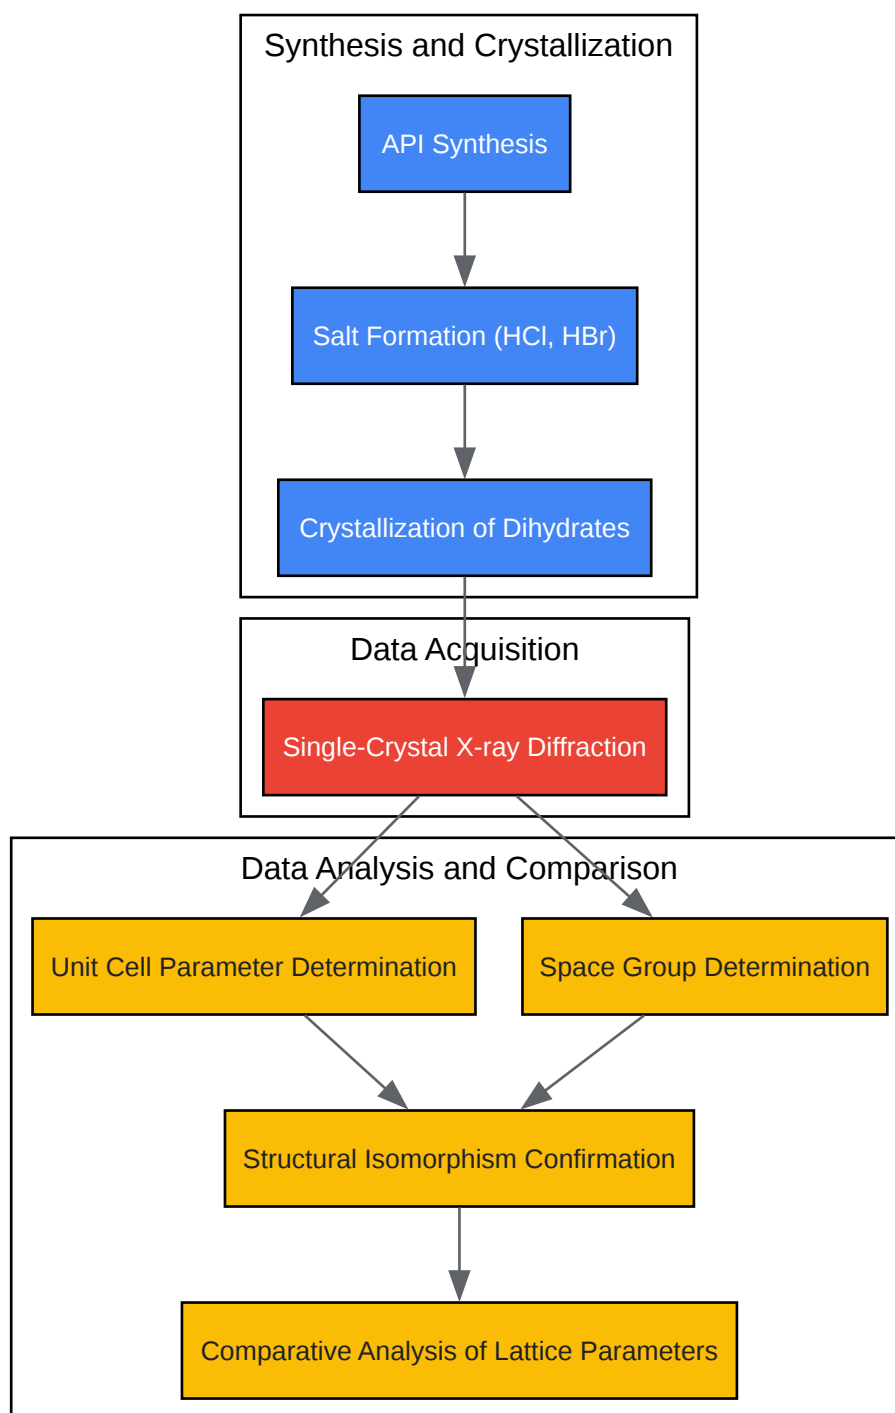 Synthesis and Crystallization
API Synthesis
Salt Formation (HCl, HBr)
Crystallization of Dihydrates
Data Acquisition
Single-Crystal X-ray Diffraction
Data Analysis and Comparison
Unit Cell Parameter Determination
Space Group Determination
Structural Isomorphism Confirmation
Comparative Analysis of Lattice Parameters